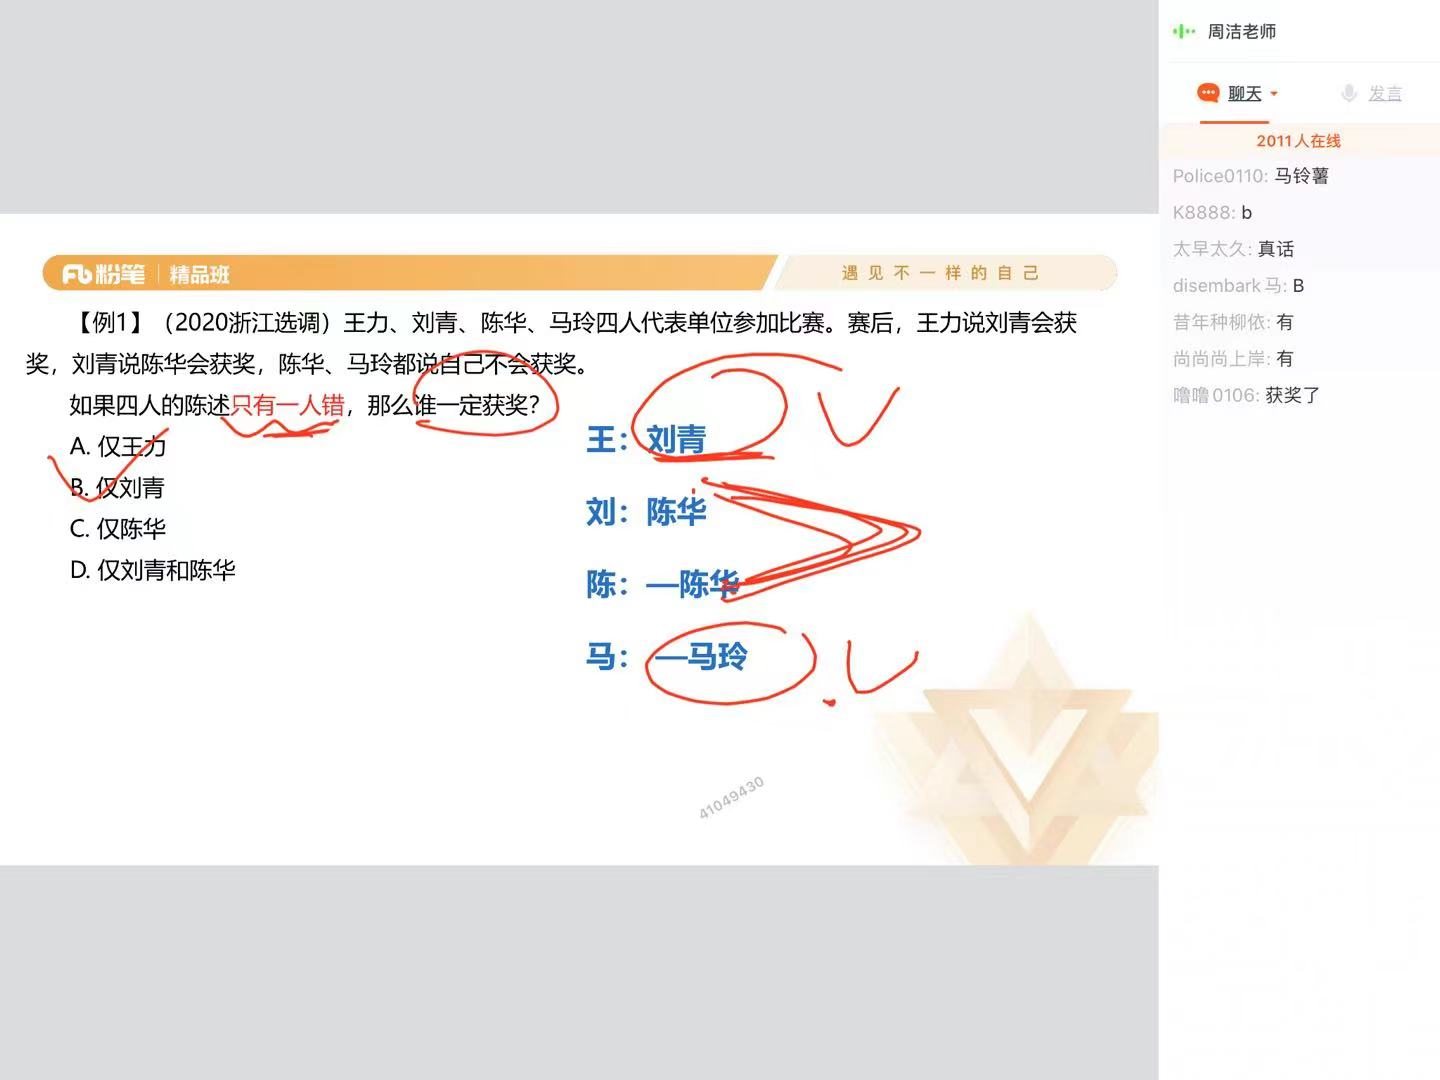 周洁老师
聊天
发言
2011人在线
Police0110: 马铃薯
K8888: b
太早太久: 真话
disembark马: B
昔年种柳依: 有
尚尚尚上岸: 有
噜噜0106: 获奖了
Fb粉笔 | 精品班
遇见不一样的自己
【例1】（2020浙江选调）王力、刘青、陈华、马玲四人代表单位参加比赛。赛后，王力说刘青会获
奖，刘青说陈华会获奖，陈华、马玲都说自己不会获奖。
如果四人的陈述只有一人错，那么谁一定获奖？
A. 仅王力
B. 仅刘青
C. 仅陈华
D. 仅刘青和陈华
王：刘青
刘：陈华
陈：—陈华
马：—马玲
41049430